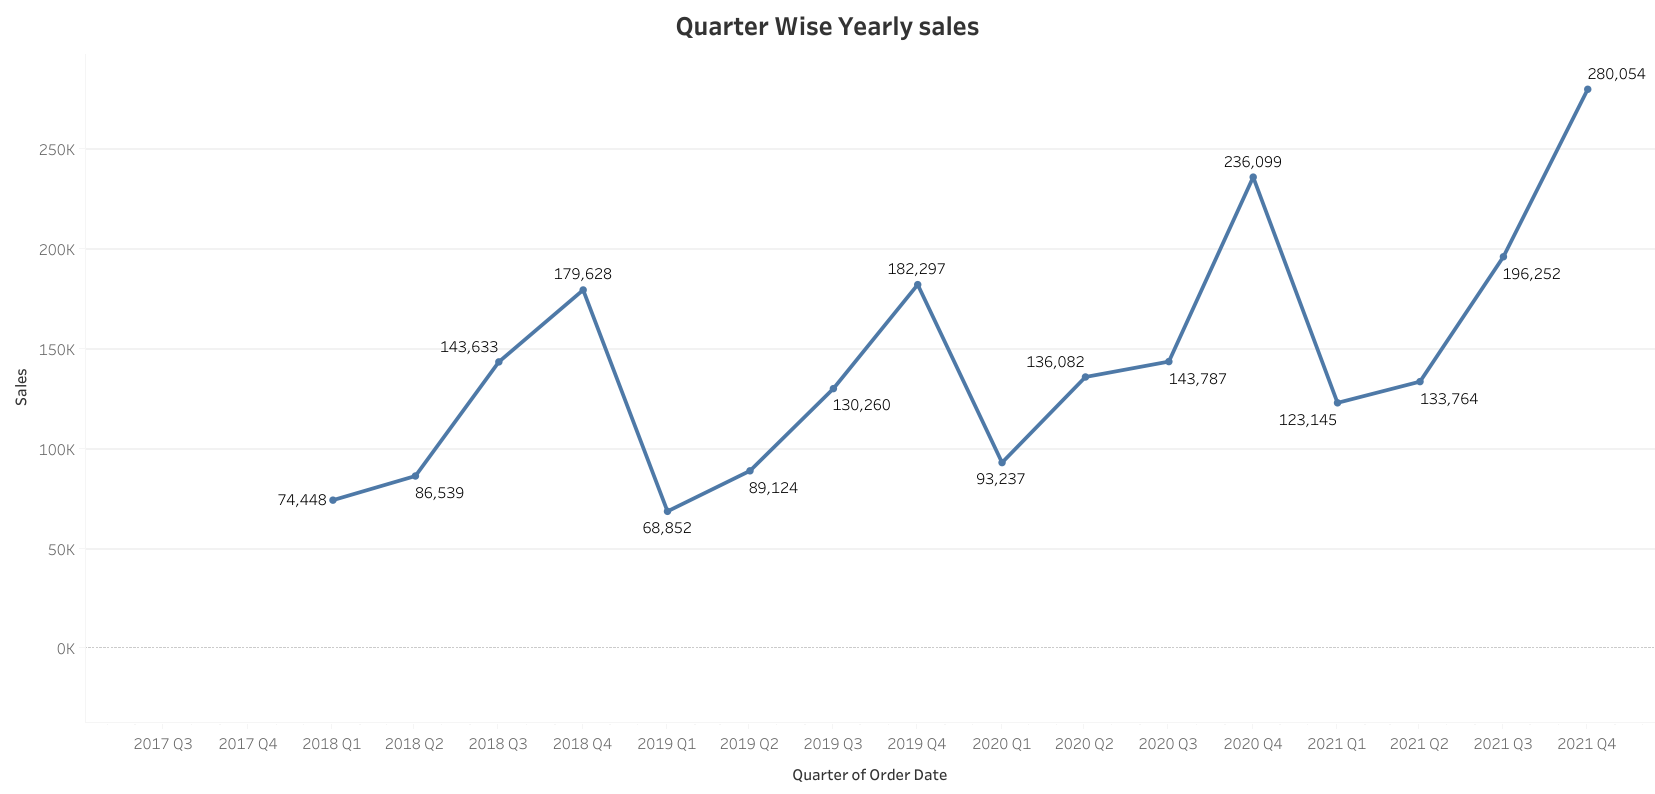 Quarter Wise Yearly sales
280,054
250K
236,099
200K
196,252
179,628
182,297
143,633
150K
136,082
143,787
130,260
133,764
123,145
Sales
100K
93,237
74,448
86,539
89,124
68,852
50K
0K
2017 Q3 2017 Q4 2018 Q1 2018 Q2 2018 Q3 2018 Q4 2019 Q1 2019 Q2 2019 Q3 2019 Q4 2020 Q1 2020 Q2 2020 Q3 2020 Q4 2021 Q1 2021 Q2 2021 Q3 2021 Q4
Quarter of Order Date